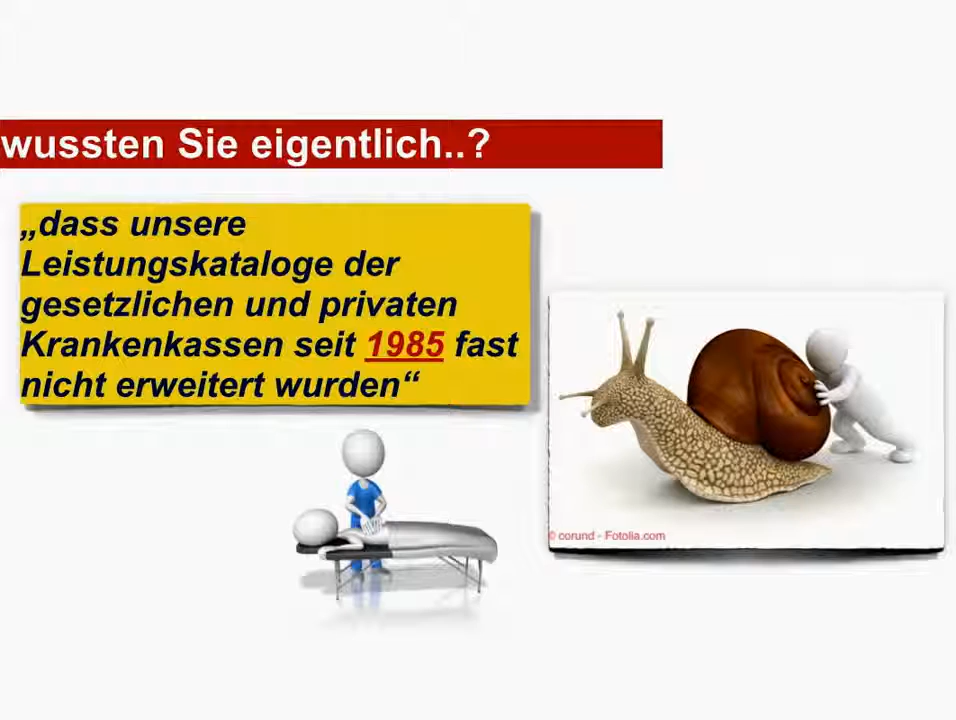 wussten Sie eigentlich..?
„dass unsere
Leistungskataloge der
gesetzlichen und privaten
Krankenkassen seit 1985 fast
nicht erweitert wurden“
© corund - Fotolia.com